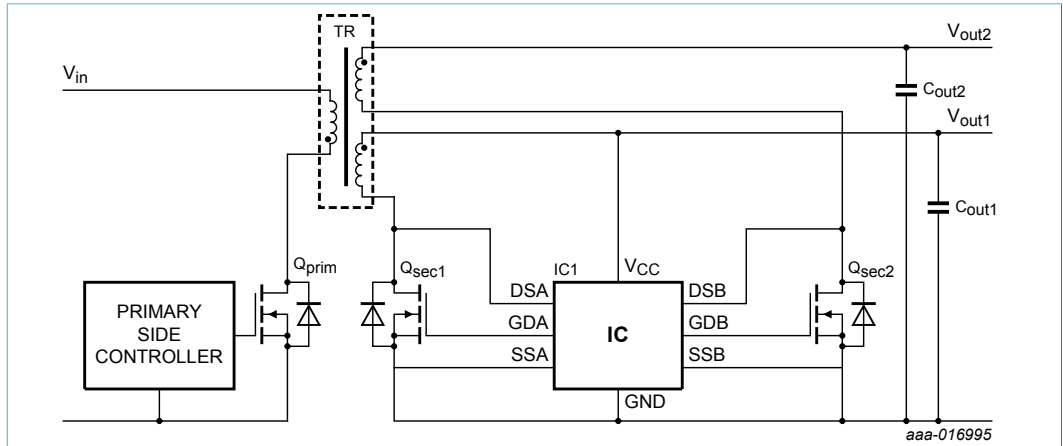 TR
Vout2
Vin
Cout2
Vout1
Cout1
Qprim
Qsec1
IC1
VCC
Qsec2
DSA
DSB
PRIMARY
SIDE
CONTROLLER
GDA
IC
GDB
SSA
SSB
GND
aaa-016995